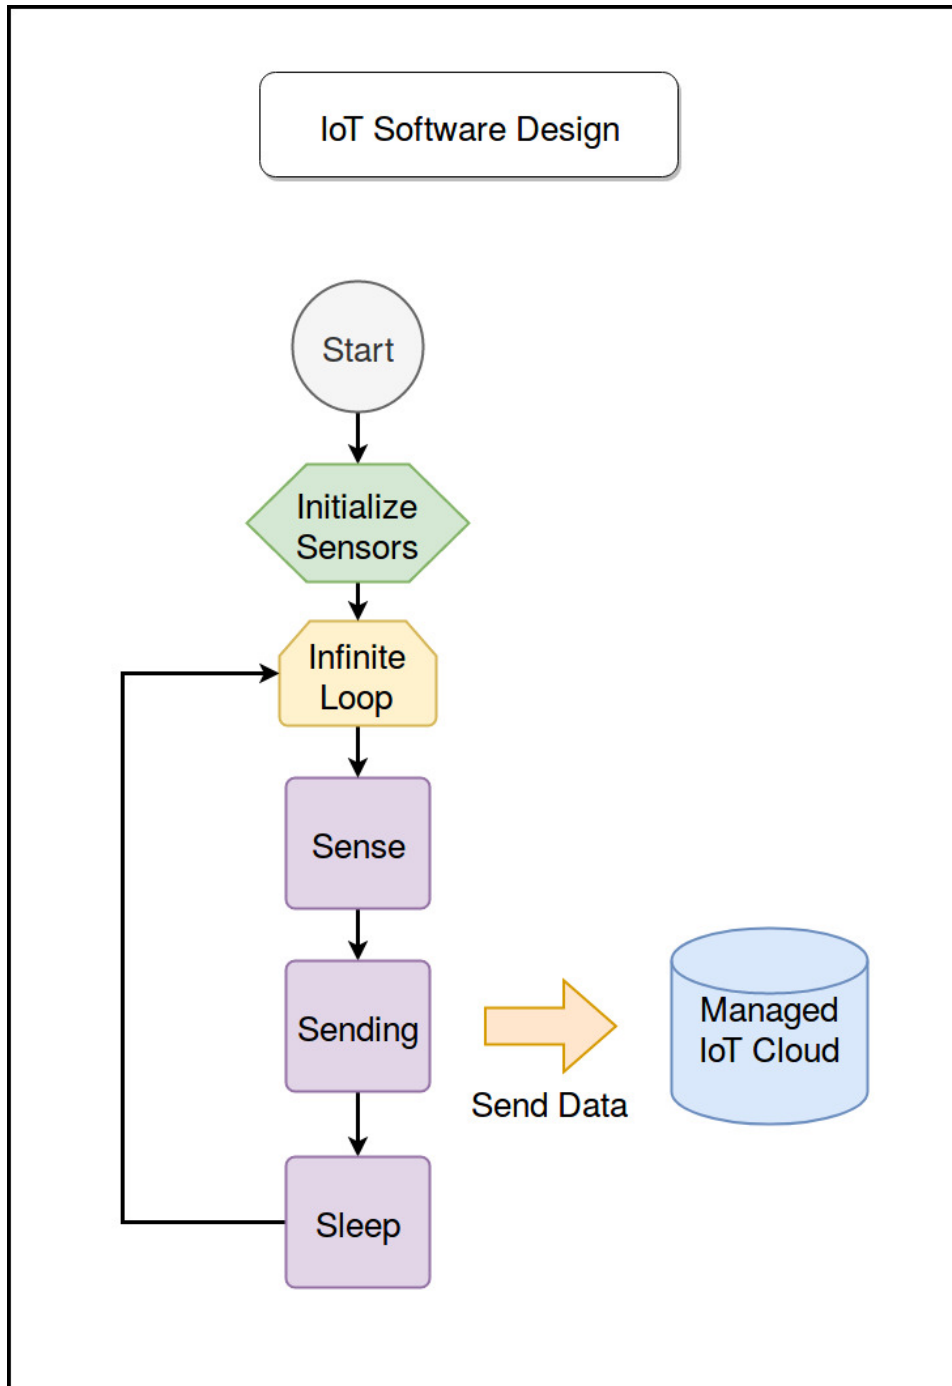 IoT Software Design
Start
Initialize
Sensors
Infinite
Loop
Sense
Sending
Send Data
Managed
IoT Cloud
Sleep